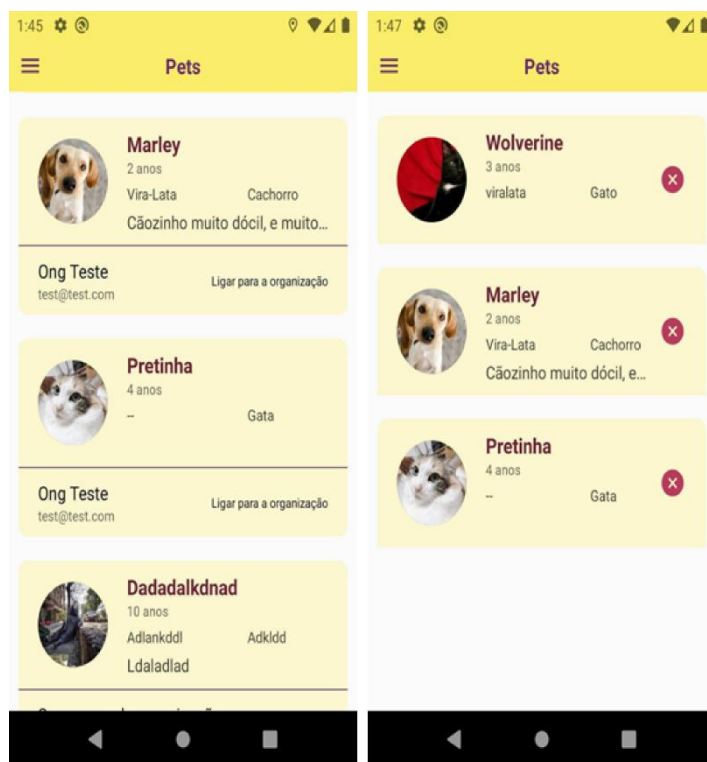 1:45
Pets
Marley
2 anos
Vira-Lata Cachorro
Cãozinho muito dócil, e muito...
Ong Teste
test@test.com
Ligar para a organização
Pretinha
4 anos
-- Gata
Ong Teste
test@test.com
Ligar para a organização
Dadadalkdnad
10 anos
Adlankddl Adkldd
Ldaladlad
1:47
Pets
Wolverine
3 anos
viralata Gato
Marley
2 anos
Vira-Lata Cachorro
Cãozinho muito dócil, e...
Pretinha
4 anos
-- Gata